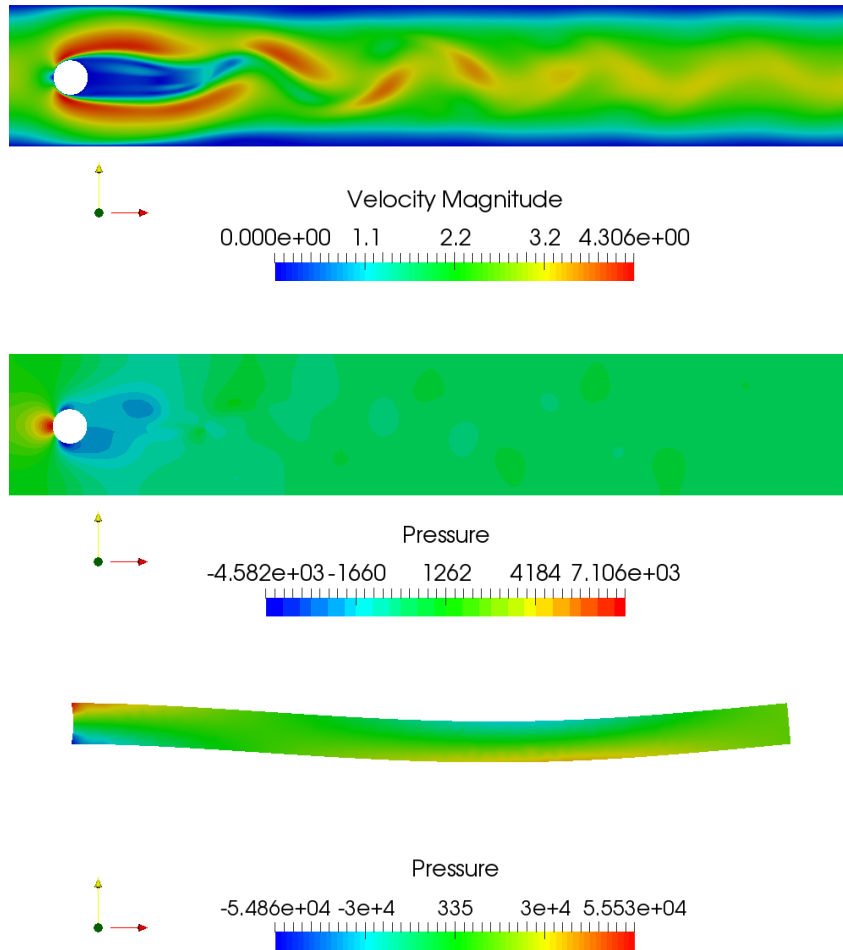 Velocity Magnitude
0.000e+00 1.1 2.2 3.2 4.306e+00
Pressure
-4.582e+03 -1660 1262 4184 7.106e+03
Pressure
-5.486e+04 -3e+4 335 3e+4 5.553e+04